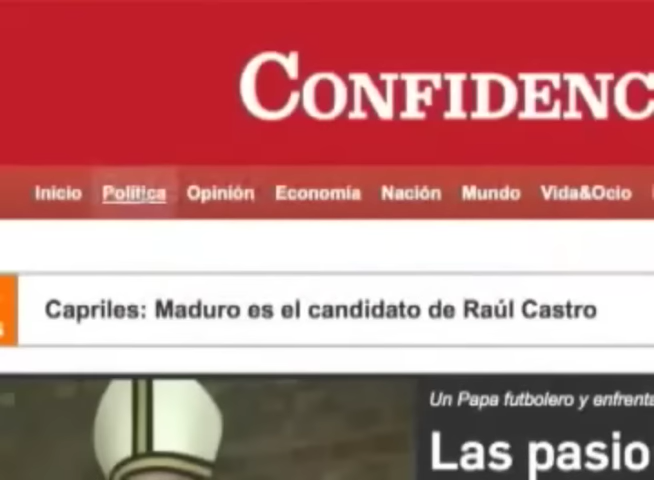 CONFIDENC
Inicio Política Opinión Economía Nación Mundo Vida&Ocio
Capriles: Maduro es el candidato de Raúl Castro
Un Papa futbolero y enfrenta
Las pasio